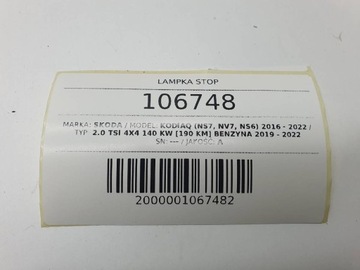 LAMPKA STOP
106748
MARKA: SKODA / MODEL: KODIAQ (NS7, NV7, NS6) 2016 - 2022 /
TYP: 2.0 TSI 4X4 140 KW [190 KM] BENZYNA 2019 - 2022
SN: --- / JAKOŚĆ: A
2000001067482